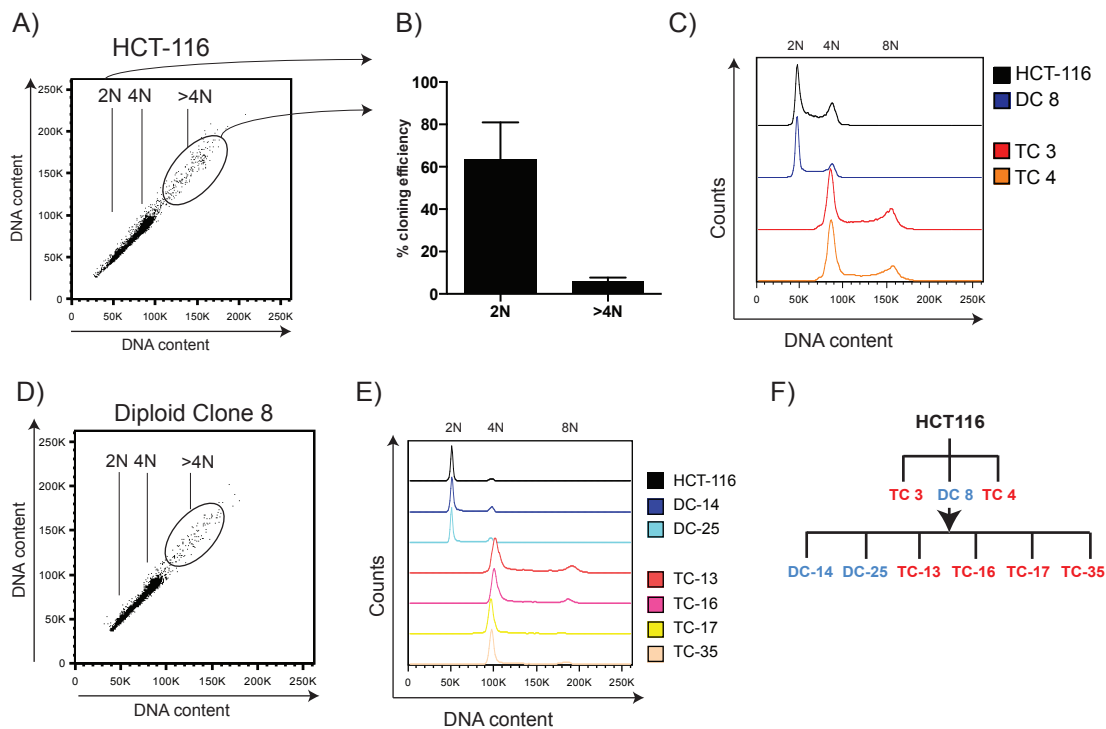 A)
HCT-116
2N 4N >4N
250K
200K
150K
100K
50K
0
DNA content
0 50K 100K 150K 200K 250K
DNA content
B)
100
80
60
40
20
0
% cloning efficiency
2N >4N
C)
2N 4N 8N
Counts
0 50K 100K 150K 200K 250K
DNA content
HCT-116
DC 8
TC 3
TC 4
D)
Diploid Clone 8
2N 4N >4N
250K
200K
150K
100K
50K
0
DNA content
0 50K 100K 150K 200K 250K
DNA content
E)
2N 4N 8N
Counts
0 50K 100K 150K 200K 250K
DNA content
HCT-116
DC-14
DC-25
TC-13
TC-16
TC-17
TC-35
F)
HCT116
TC 3 DC 8 TC 4
DC-14 DC-25 TC-13 TC-16 TC-17 TC-35